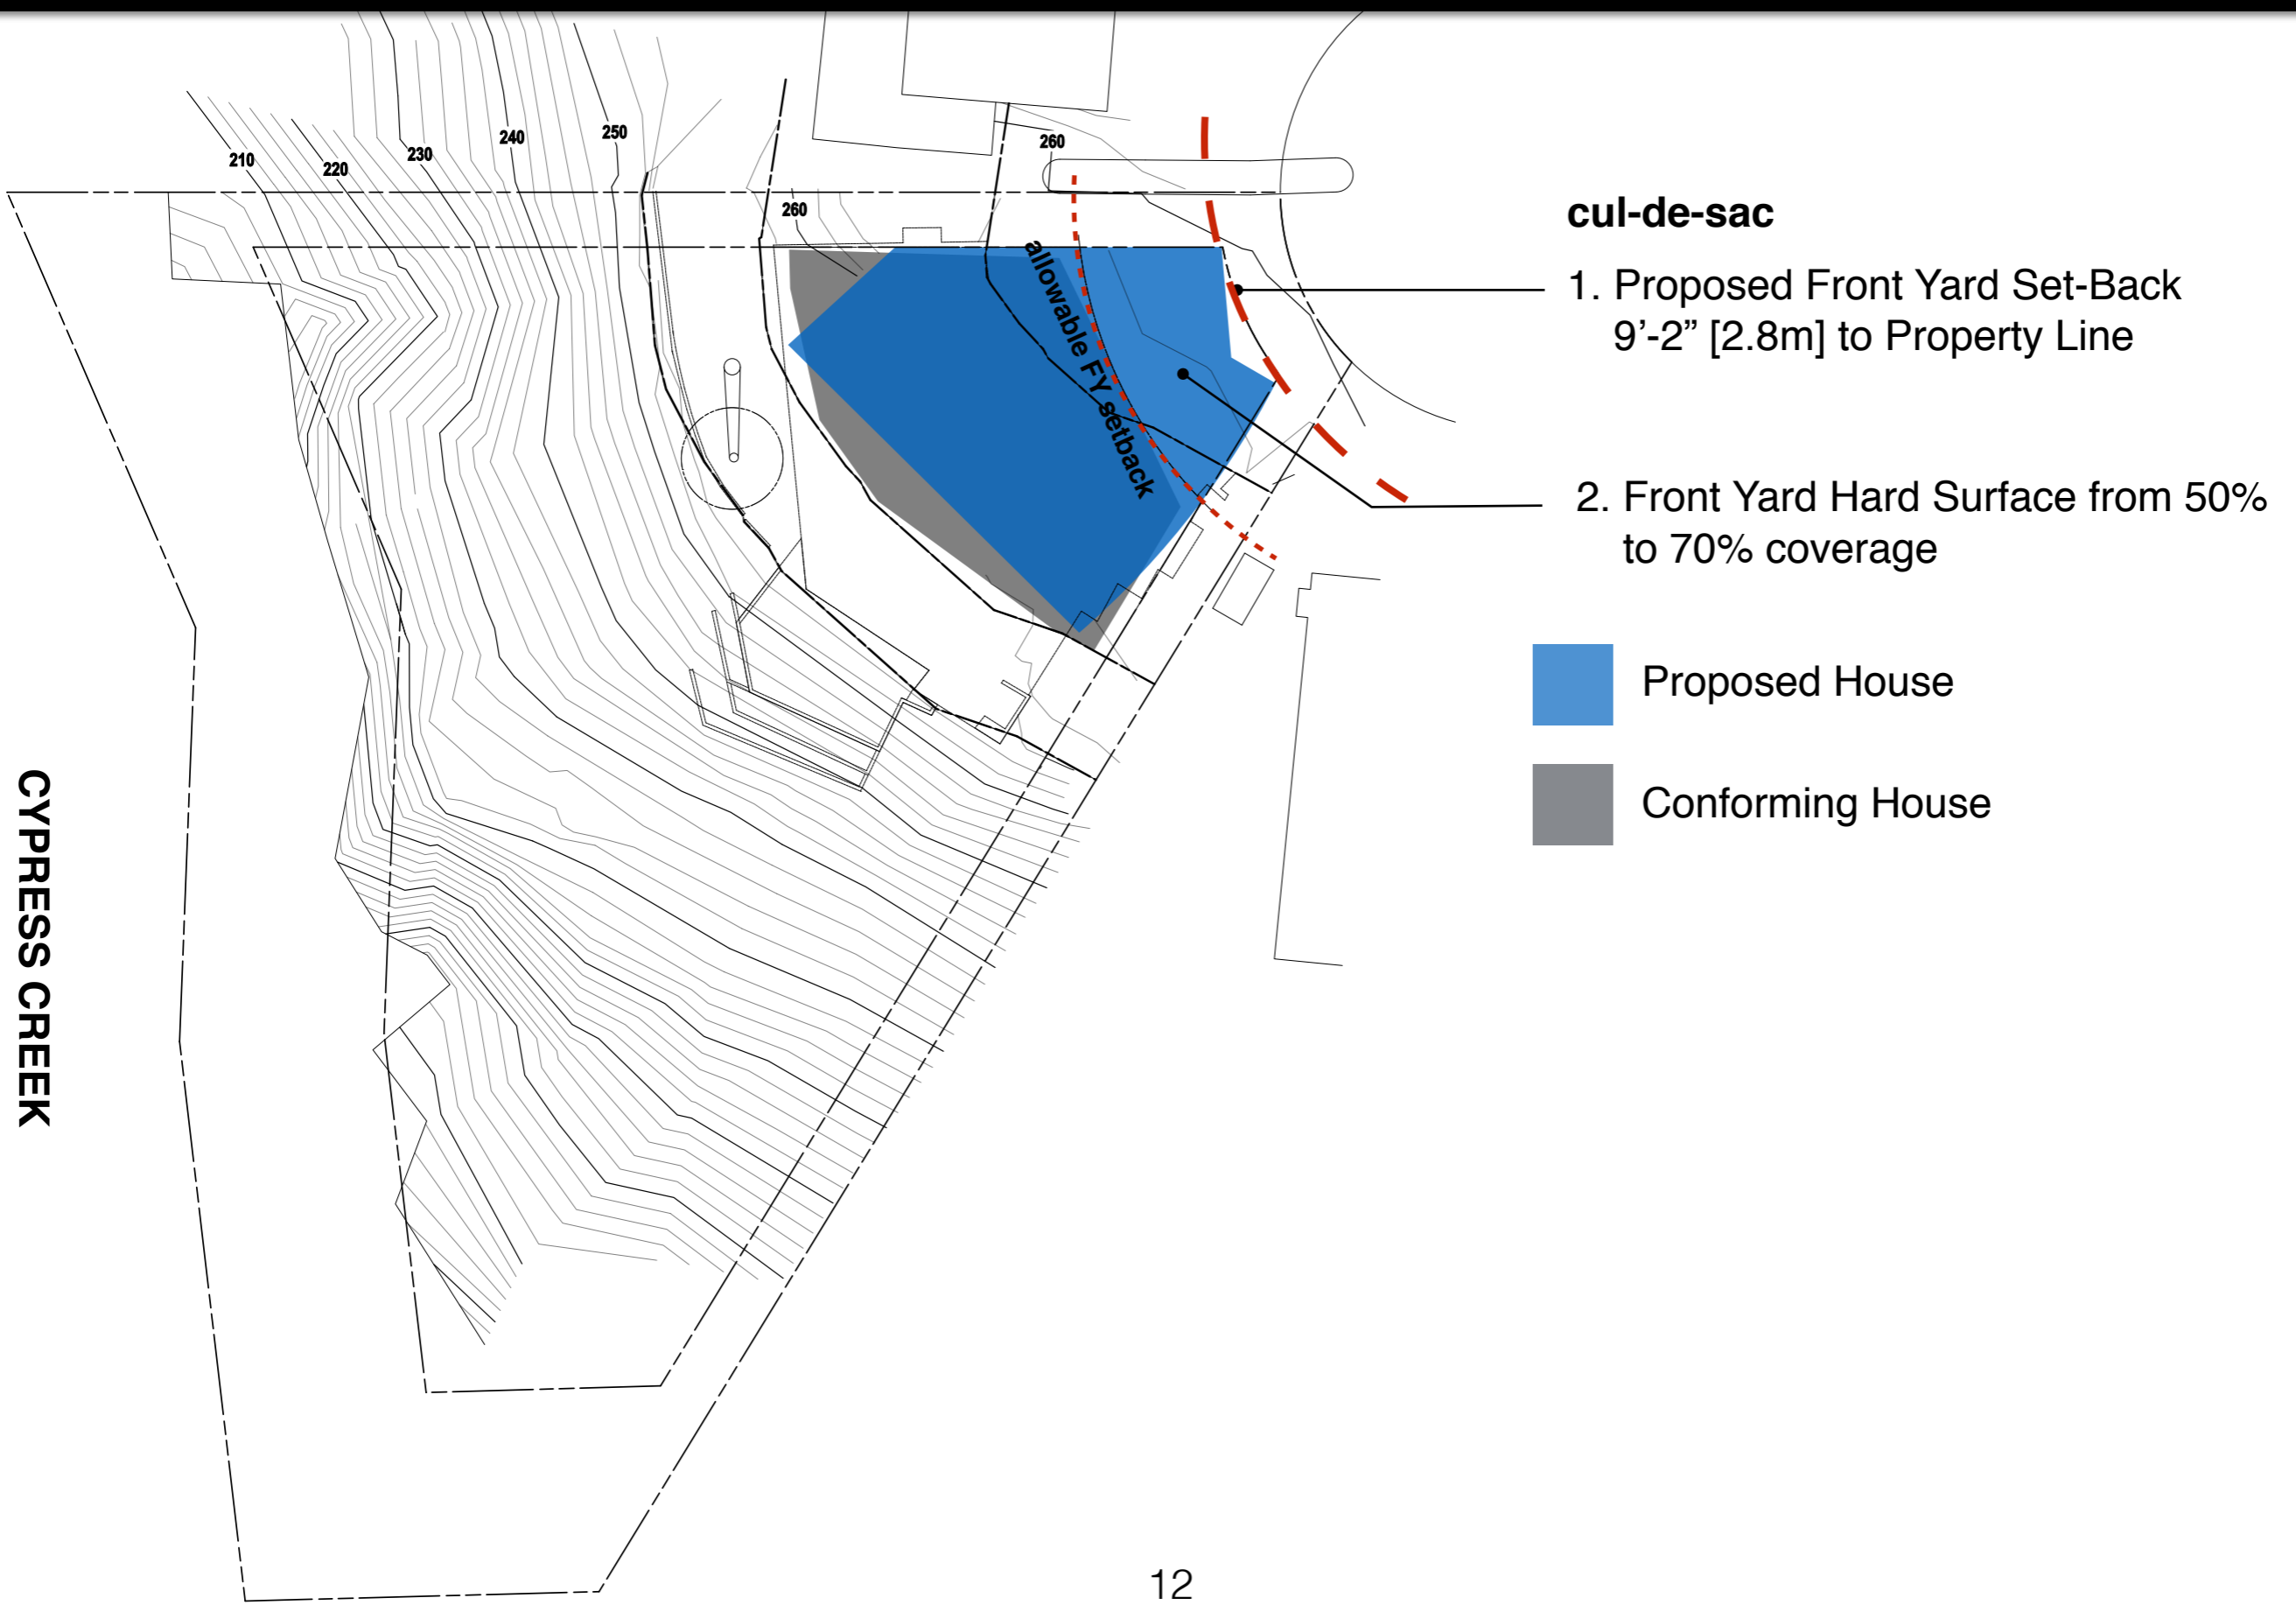 210
220
230
240
250
260
260
allowable FY setback
cul-de-sac
1. Proposed Front Yard Set-Back
9’-2” [2.8m] to Property Line
2. Front Yard Hard Surface from 50%
to 70% coverage
Proposed House
Conforming House
CYPRESS CREEK
12